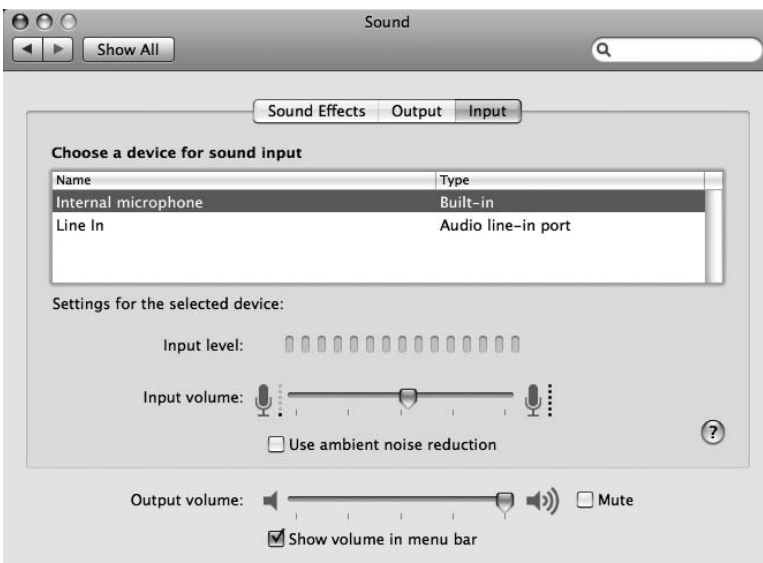 Sound
Show All
Sound Effects Output Input
Choose a device for sound input
Name Type
Internal microphone Built-in
Line In Audio line-in port
Settings for the selected device:
Input level:
Input volume:
Use ambient noise reduction
?
Output volume: Mute
Show volume in menu bar